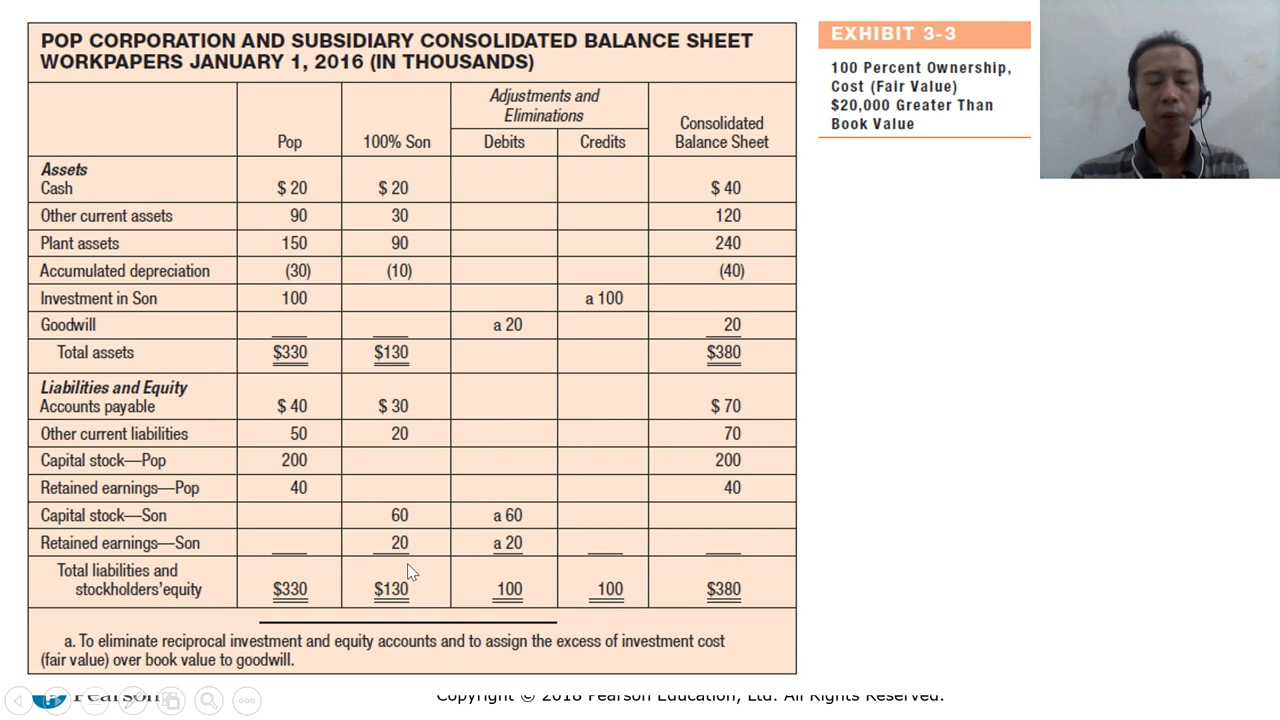 POP CORPORATION AND SUBSIDIARY CONSOLIDATED BALANCE SHEET
WORKPAPERS JANUARY 1, 2016 (IN THOUSANDS)
Adjustments and
Eliminations
Pop 100% Son Debits Credits Consolidated
Balance Sheet
Assets
Cash $ 20 $ 20 $ 40
Other current assets 90 30 120
Plant assets 150 90 240
Accumulated depreciation (30) (10) (40)
Investment in Son 100 a 100
Goodwill a 20 20
Total assets $330 $130 $380
Liabilities and Equity
Accounts payable $ 40 $ 30 $ 70
Other current liabilities 50 20 70
Capital stock—Pop 200 200
Retained earnings—Pop 40 40
Capital stock—Son 60 a 60
Retained earnings—Son 20 a 20
Total liabilities and
stockholders'equity $330 $130 100 100 $380
a. To eliminate reciprocal investment and equity accounts and to assign the excess of investment cost
(fair value) over book value to goodwill.
EXHIBIT 3-3
100 Percent Ownership,
Cost (Fair Value)
$20,000 Greater Than
Book Value
Pearson
Copyright © 2018 Pearson Education, Ltd. All Rights Reserved.